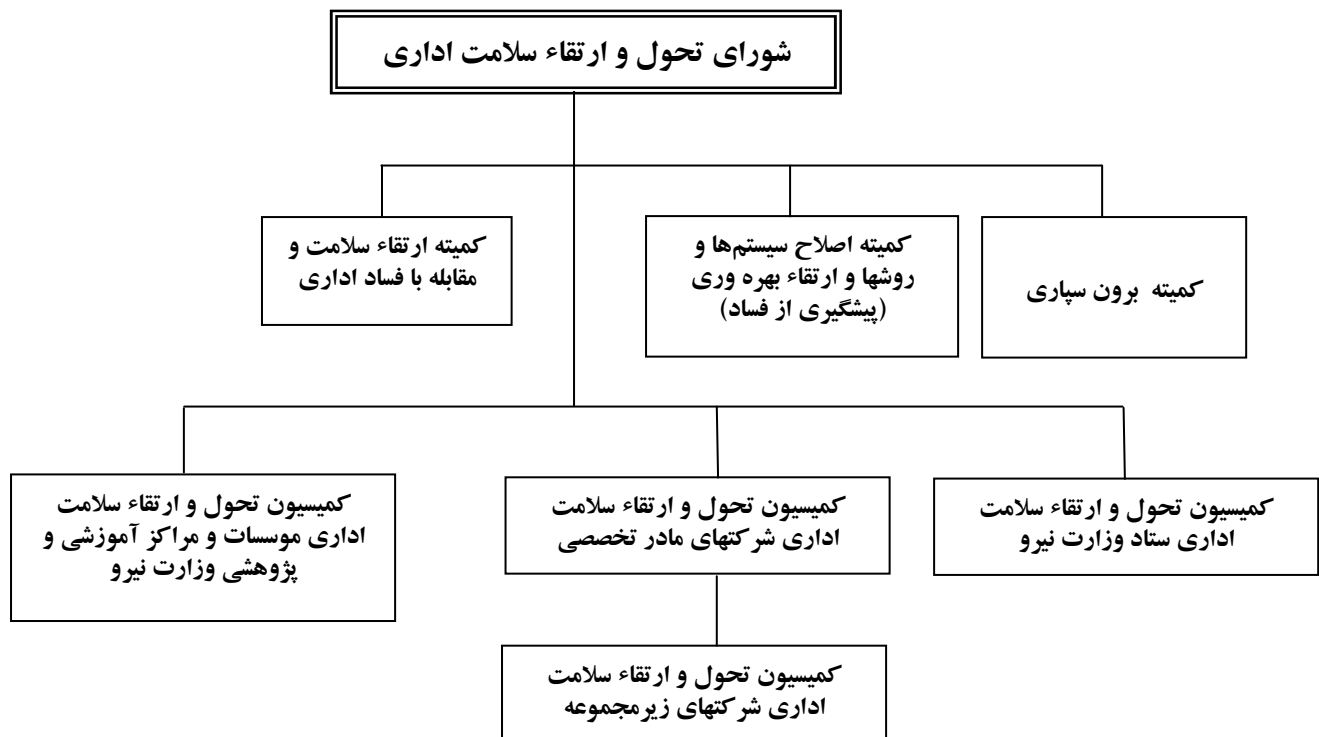 شورای تحول و ارتقاء سلامت اداری
کمیته برون سپاری
کمیته اصلاح سیستم‌ها و
روشها و ارتقاء بهره وری
(پیشگیری از فساد)
کمیته ارتقاء سلامت و
مقابله با فساد اداری
کمیسیون تحول و ارتقاء سلامت
اداری ستاد وزارت نیرو
کمیسیون تحول و ارتقاء سلامت
اداری شرکتهای مادر تخصصی
کمیسیون تحول و ارتقاء سلامت
اداری موسسات و مراکز آموزشی و
پژوهشی وزارت نیرو
کمیسیون تحول و ارتقاء سلامت
اداری شرکتهای زیرمجموعه